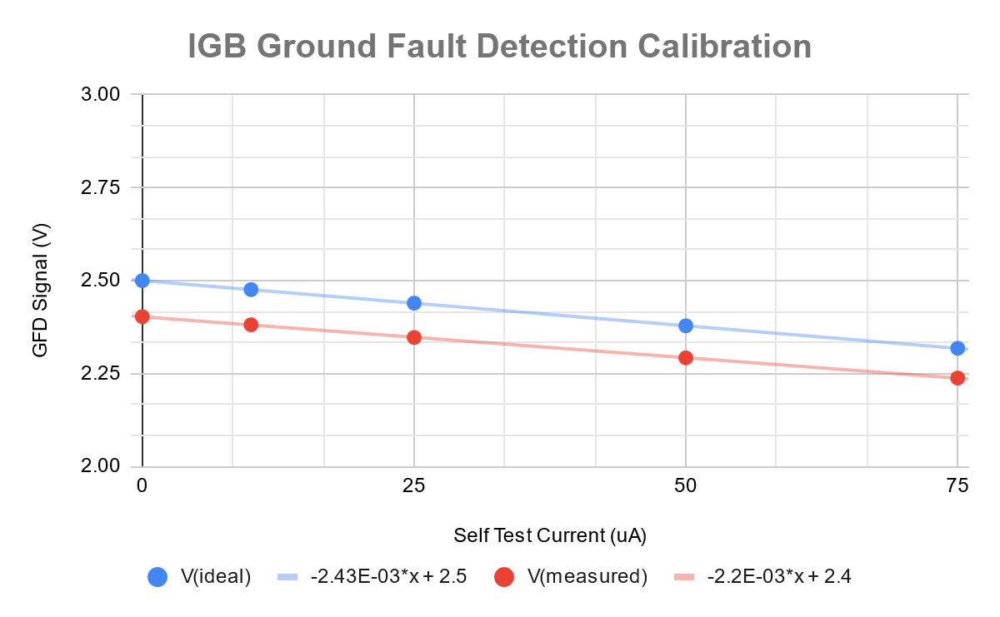 IGB Ground Fault Detection Calibration
3.00
2.75
2.50
2.25
2.00
GFD Signal (V)
0 25 50 75
Self Test Current (uA)
V(ideal) -2.43E-03*x + 2.5 V(measured) -2.2E-03*x + 2.4